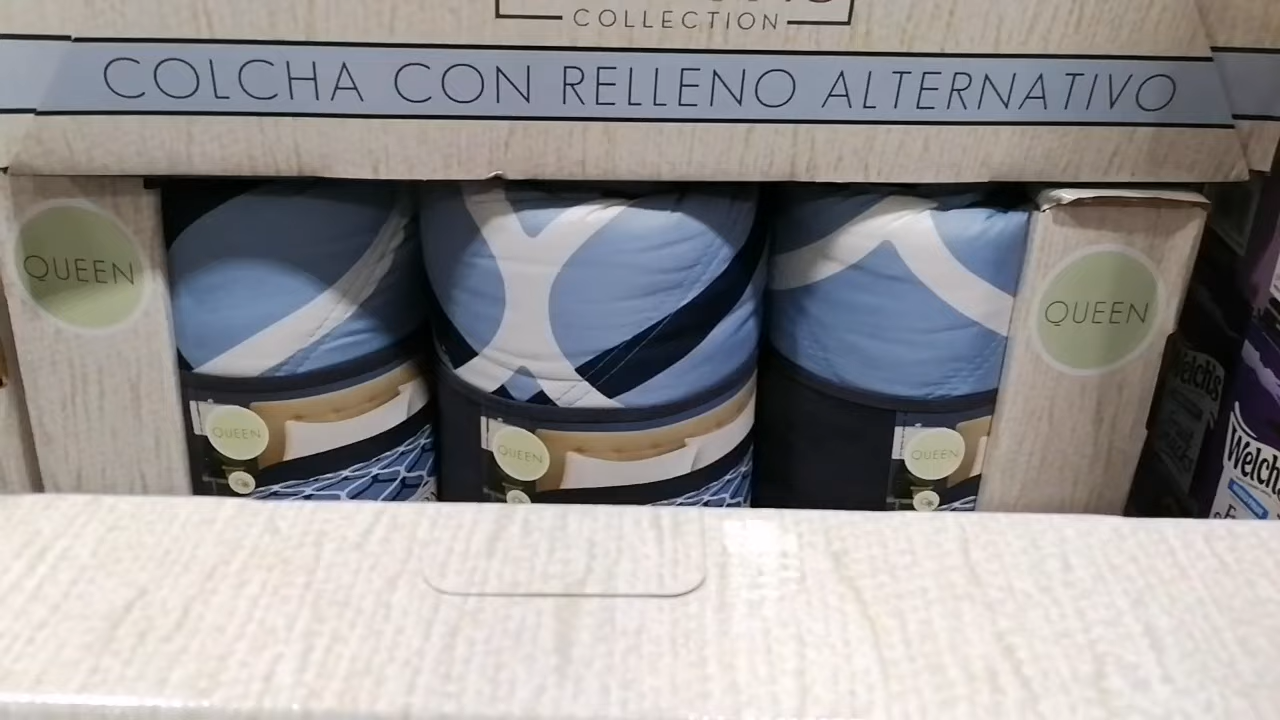 COLLECTION
COLCHA CON RELLENO ALTERNATIVO
QUEEN
QUEEN
QUEEN
QUEEN
QUEEN
Welch's
Welch's